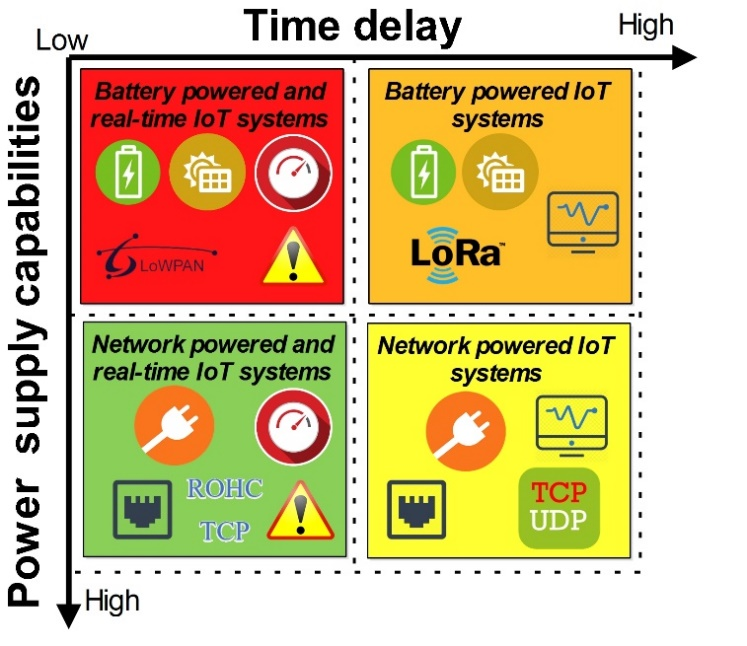 Time delay
Low
High
Power supply capabilities
Battery powered and
real-time IoT systems
LoWPAN
Battery powered IoT
systems
LoRa™
Network powered and
real-time IoT systems
ROHC
TCP
Network powered IoT
systems
TCP
UDP
High